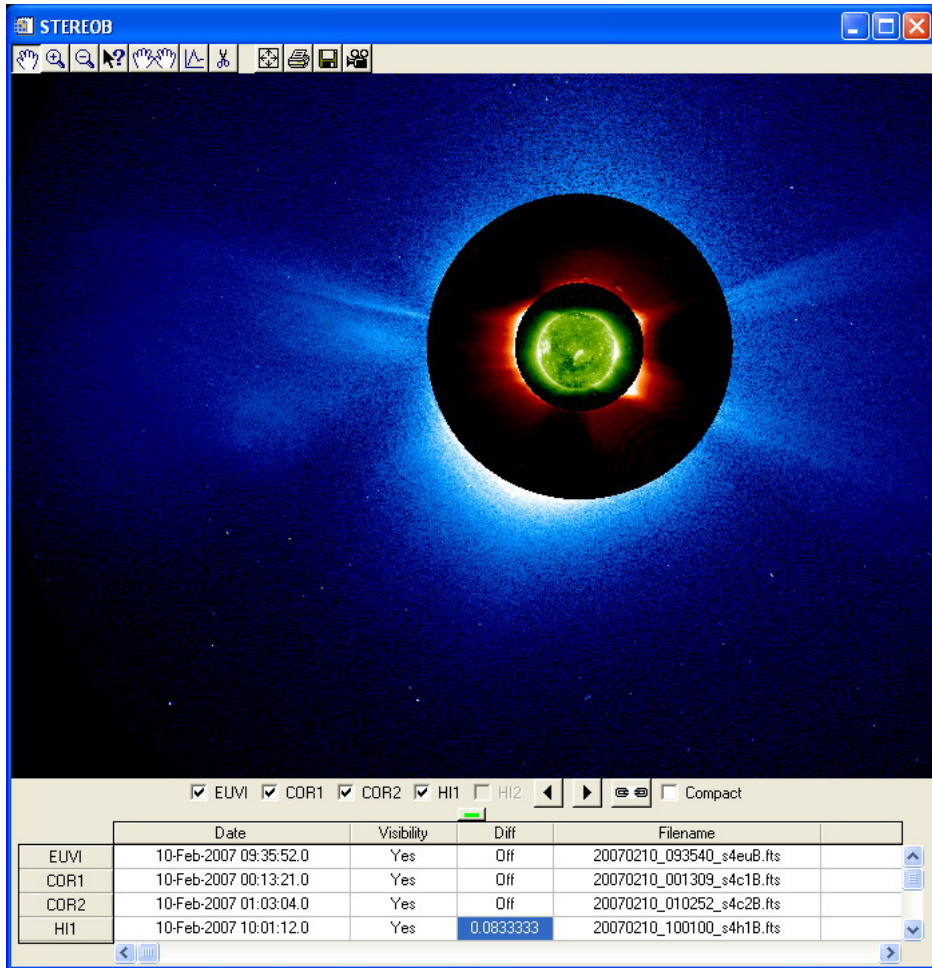 STEREOB
EUVI COR1 COR2 HI1 HI2 Compact
Date Visibility Diff Filename
EUVI 10-Feb-2007 09:35:52.0 Yes Off 20070210_093540_s4euB.fts
COR1 10-Feb-2007 00:13:21.0 Yes Off 20070210_001309_s4c1B.fts
COR2 10-Feb-2007 01:03:04.0 Yes Off 20070210_010252_s4c2B.fts
HI1 10-Feb-2007 10:01:12.0 Yes 0.0833333 20070210_100100_s4h1B.fts